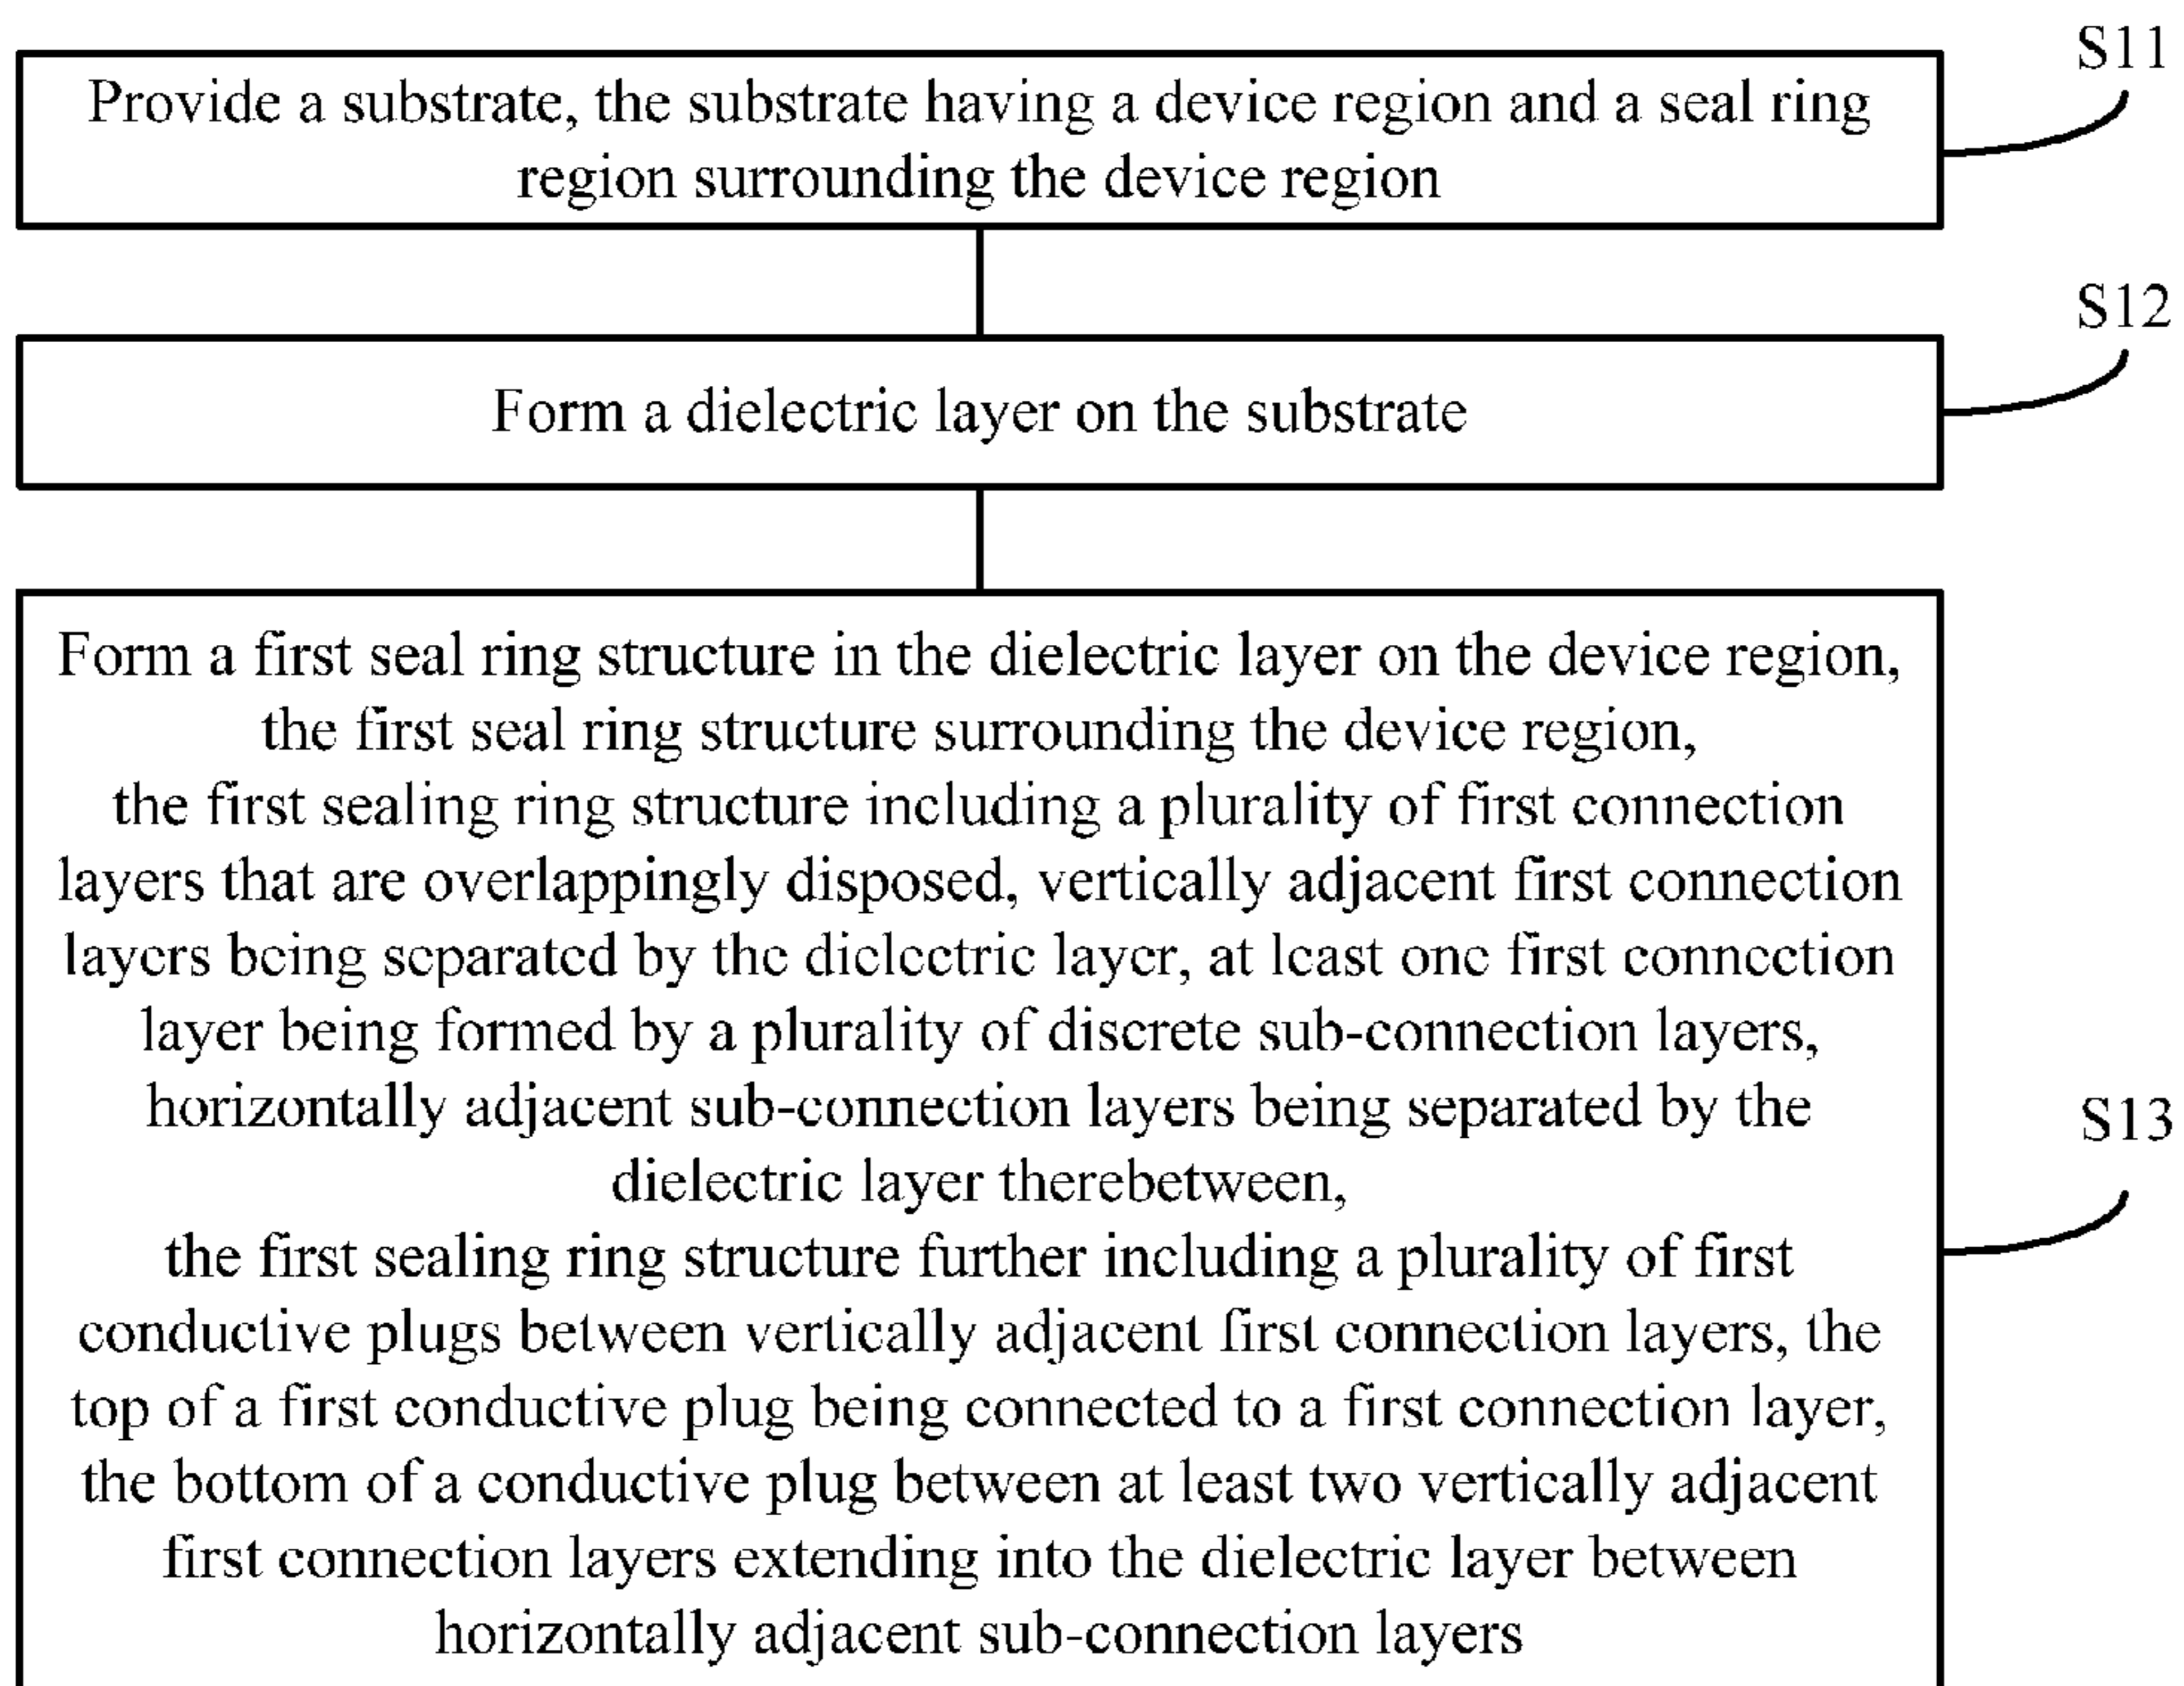 S11
Provide a substrate, the substrate having a device region and a seal ring
region surrounding the device region
S12
Form a dielectric layer on the substrate
Form a first seal ring structure in the dielectric layer on the device region,
the first seal ring structure surrounding the device region,
the first sealing ring structure including a plurality of first connection
layers that are overlappingly disposed, vertically adjacent first connection
layers being separated by the dielectric layer, at least one first connection
layer being formed by a plurality of discrete sub-connection layers,
horizontally adjacent sub-connection layers being separated by the
dielectric layer therebetween,
the first sealing ring structure further including a plurality of first
conductive plugs between vertically adjacent first connection layers, the
top of a first conductive plug being connected to a first connection layer,
the bottom of a conductive plug between at least two vertically adjacent
first connection layers extending into the dielectric layer between
horizontally adjacent sub-connection layers
S13